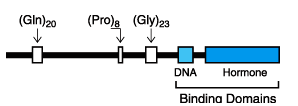 (Gln)20 (Pro)8 (Gly)23
DNA Hormone
Binding Domains